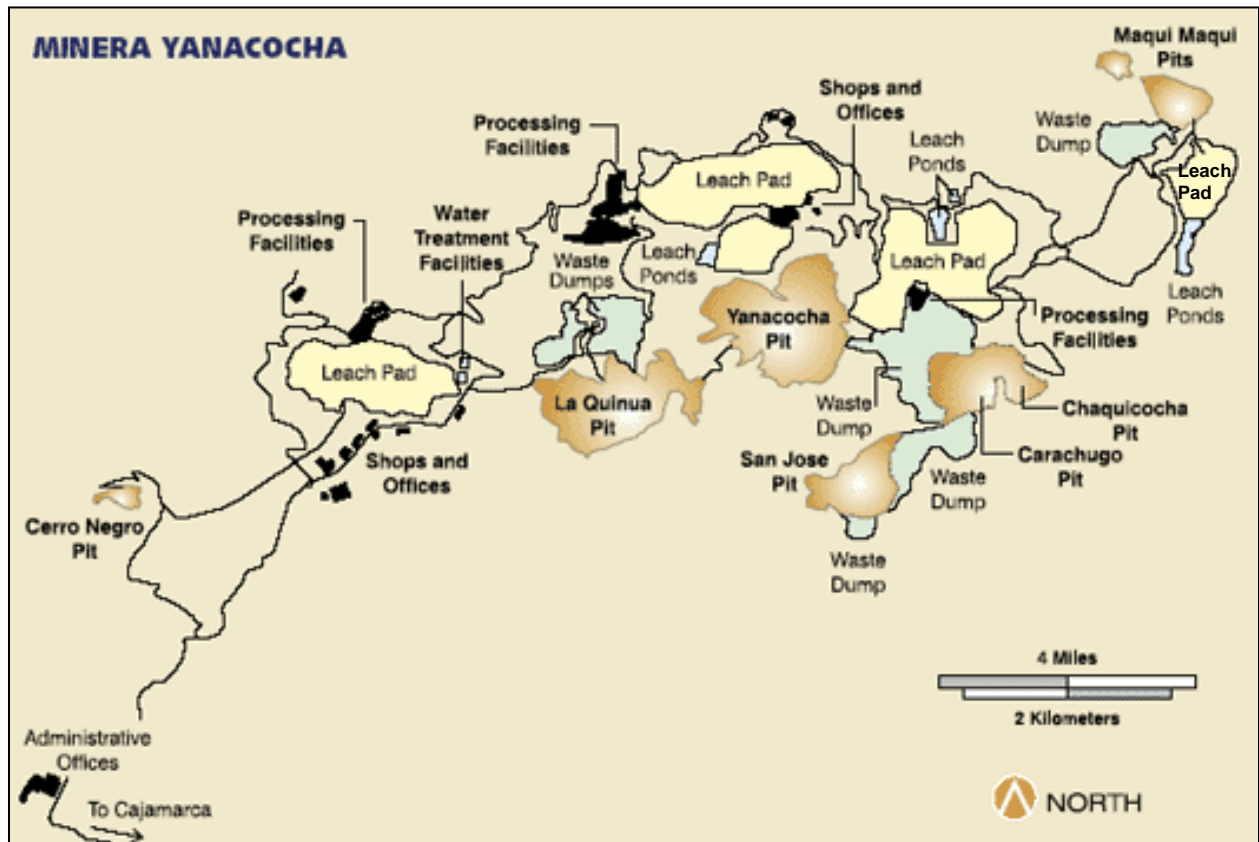 MINERA YANACOCHA
Maqui Maqui
Pits
Shops and
Offices
Processing
Facilities
Waste
Dump
Leach
Ponds
Leach
Pad
Leach Pad
Processing
Facilities
Water
Treatment
Facilities
Waste
Dumps
Leach
Ponds
Leach Pad
Leach
Ponds
Yanacocha
Pit
Processing
Facilities
Leach Pad
La Quinua
Pit
Waste
Dump
Chaquicocha
Pit
Shops and
Offices
San Jose
Pit
Waste
Dump
Carachugo
Pit
Cerro Negro
Pit
Waste
Dump
4 Miles
2 Kilometers
Administrative
Offices
To Cajamarca
NORTH